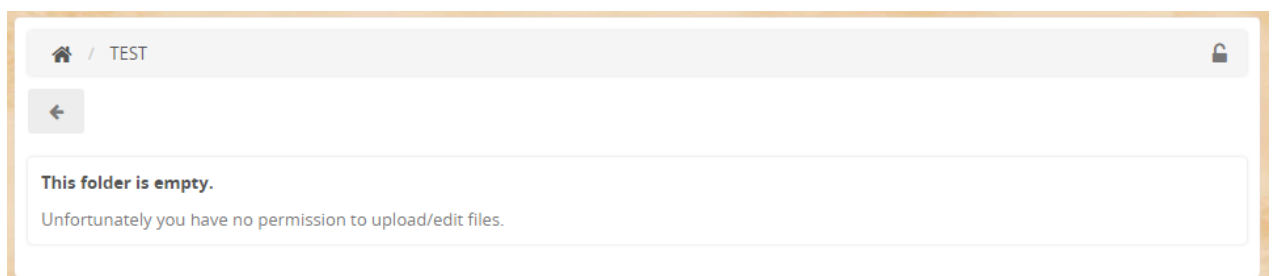 / TEST
This folder is empty.
Unfortunately you have no permission to upload/edit files.